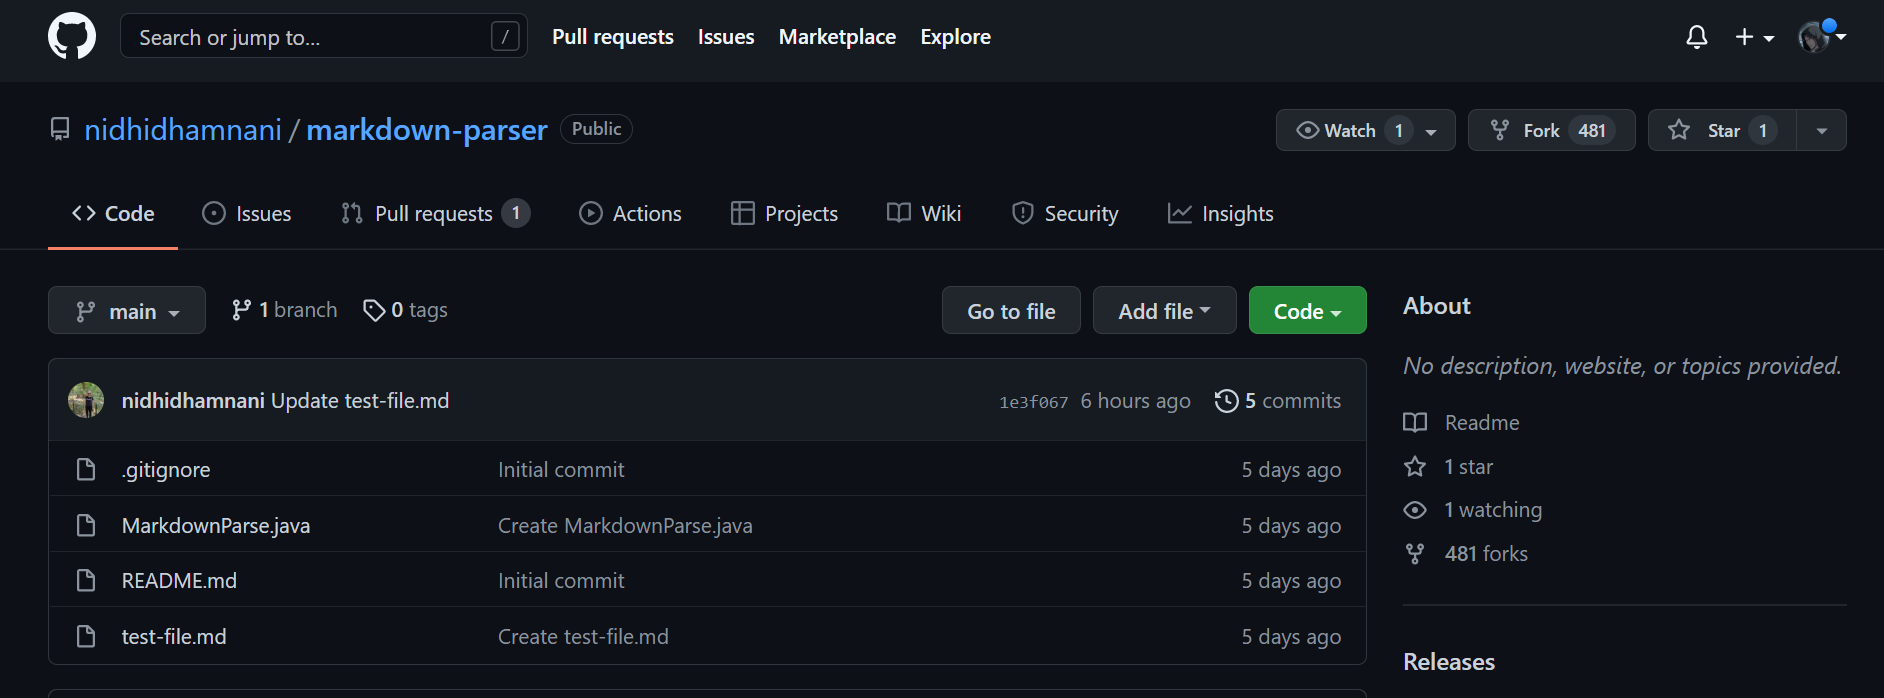 Search or jump to... /
Pull requests Issues Marketplace Explore
nidhidhamnani / markdown-parser Public
Watch 1 Fork 481 Star 1
Code Issues Pull requests 1 Actions Projects Wiki Security Insights
main 1 branch 0 tags Go to file Add file Code
nidhidhamnani Update test-file.md 1e3f067 6 hours ago 5 commits
.gitignore Initial commit 5 days ago
MarkdownParse.java Create MarkdownParse.java 5 days ago
README.md Initial commit 5 days ago
test-file.md Create test-file.md 5 days ago
About
No description, website, or topics provided.
Readme
1 star
1 watching
481 forks
Releases